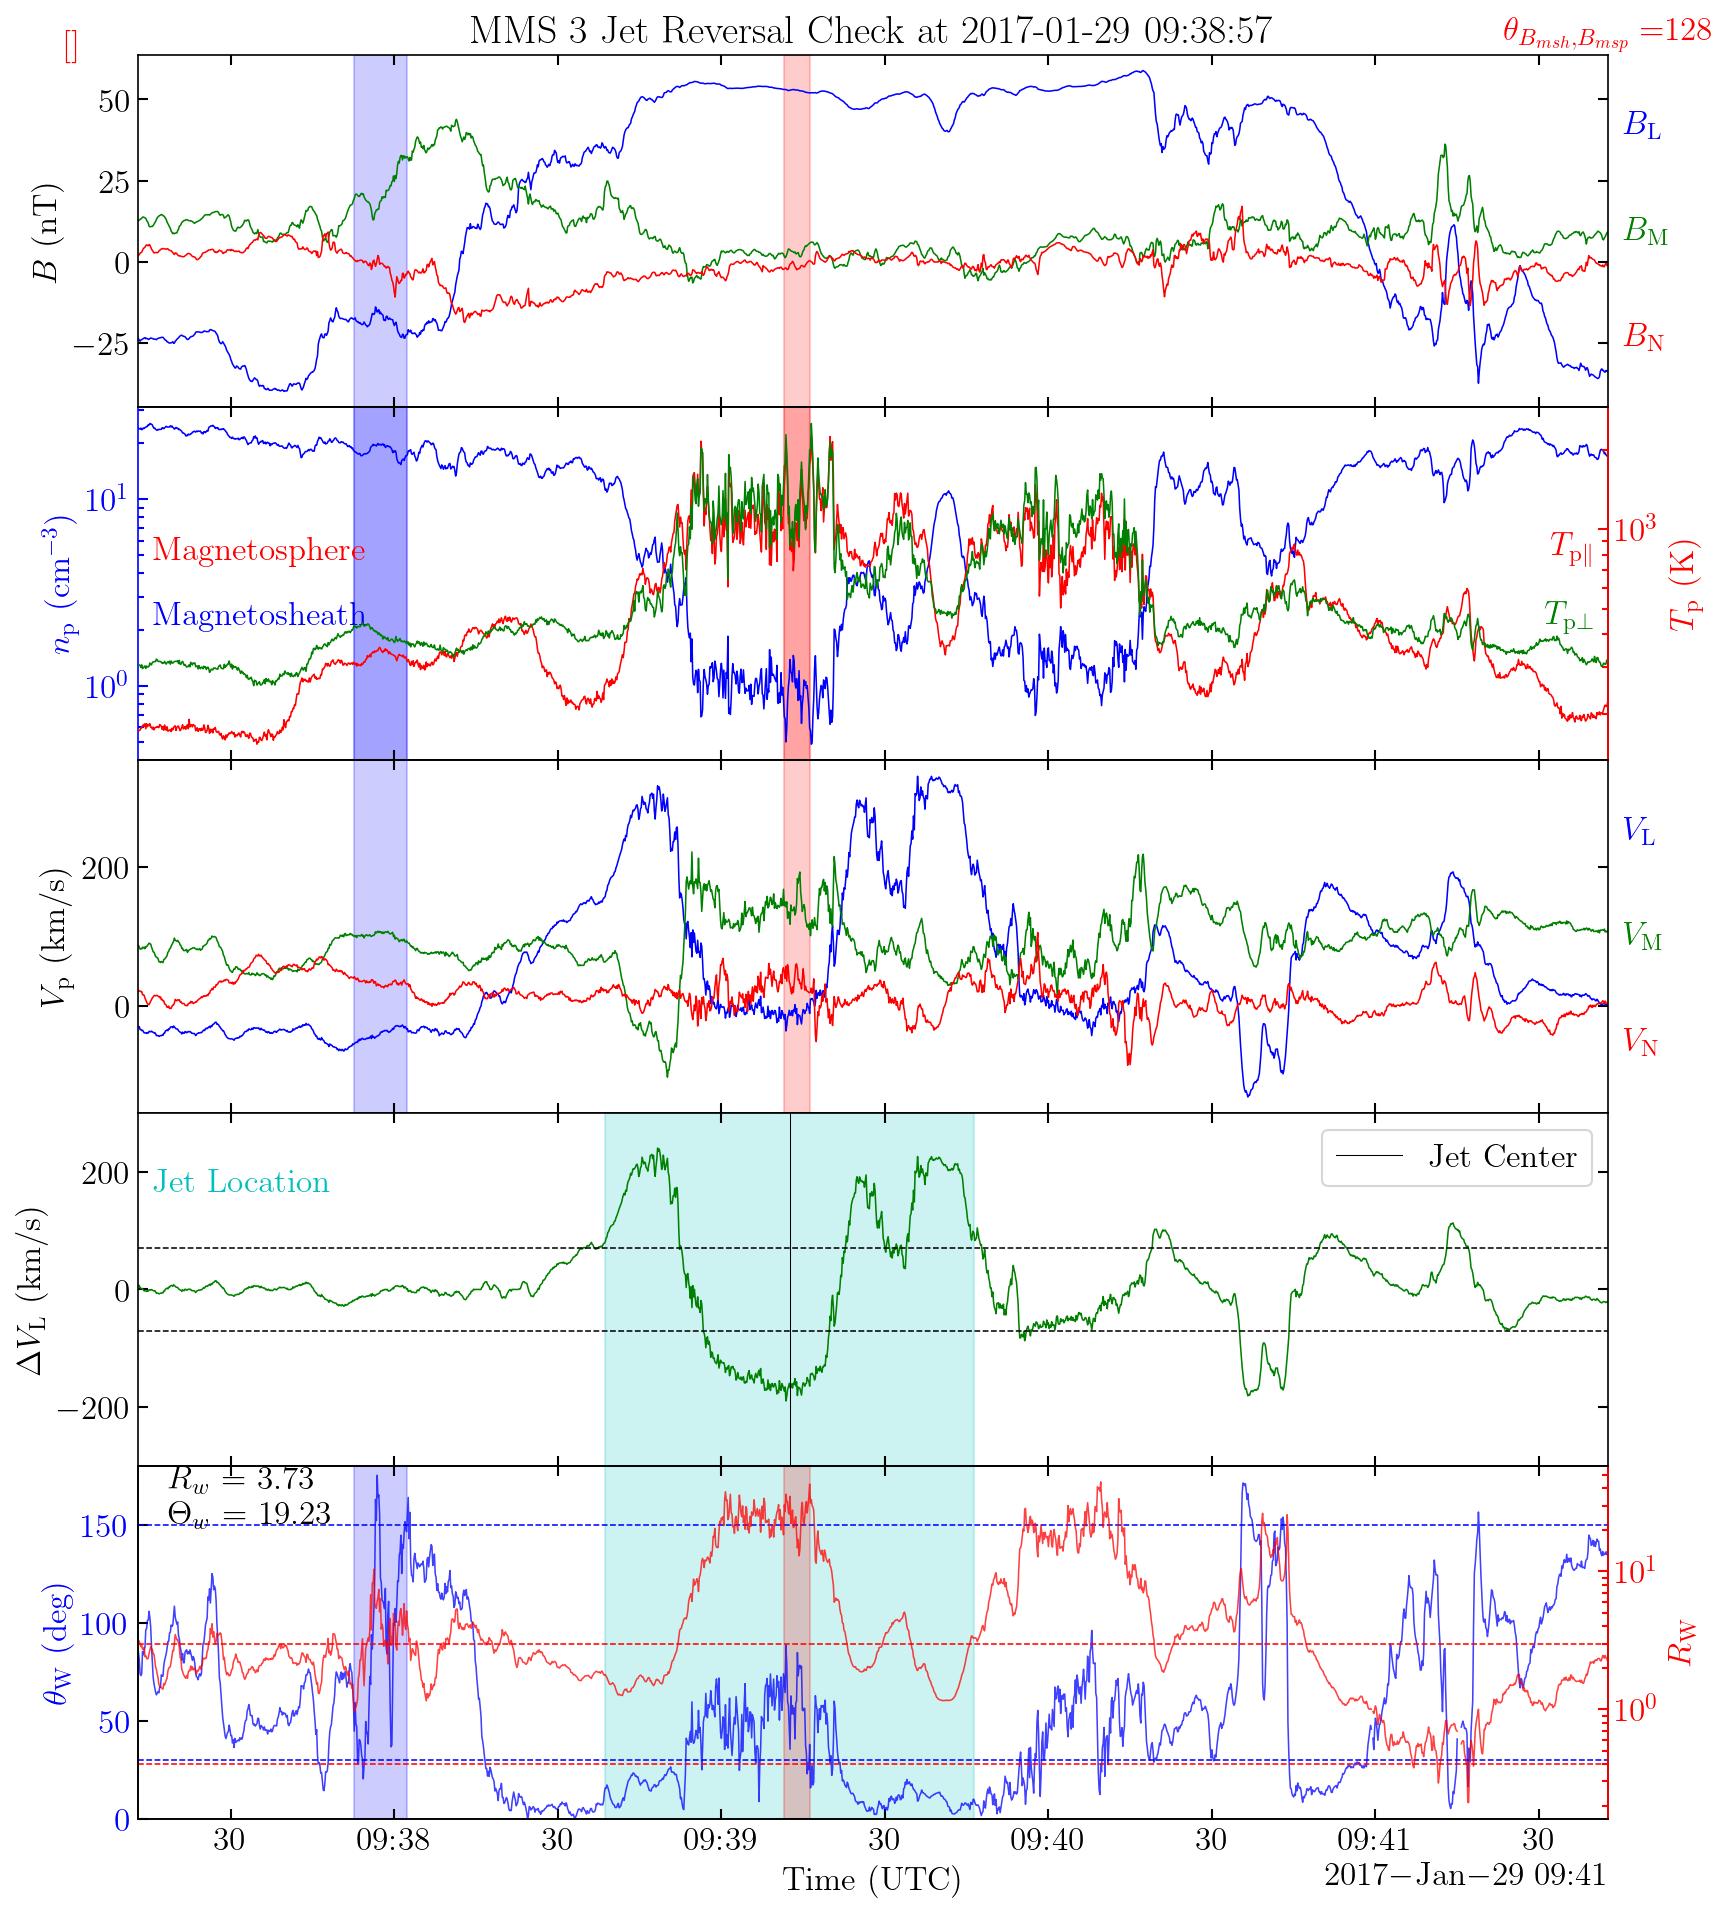 []
MMS 3 Jet Reversal Check at 2017-01-29 09:38:57
θ_{B_{msh},B_{msp}} =128
50
25
0
−25
B (nT)
B_L
B_M
B_N
10^1
10^0
n_p (cm^{−3})
Magnetosphere
Magnetosheath
T_{p∥}
T_{p⊥}
10^3
T_p (K)
200
0
V_p (km/s)
V_L
V_M
V_N
200
0
−200
ΔV_L (km/s)
Jet Location
Jet Center
R_w = 3.73
Θ_w = 19.23
150
100
50
0
θ_W (deg)
10^1
10^0
R_W
30
09:38
30
09:39
30
09:40
30
09:41
30
Time (UTC)
2017−Jan−29 09:41